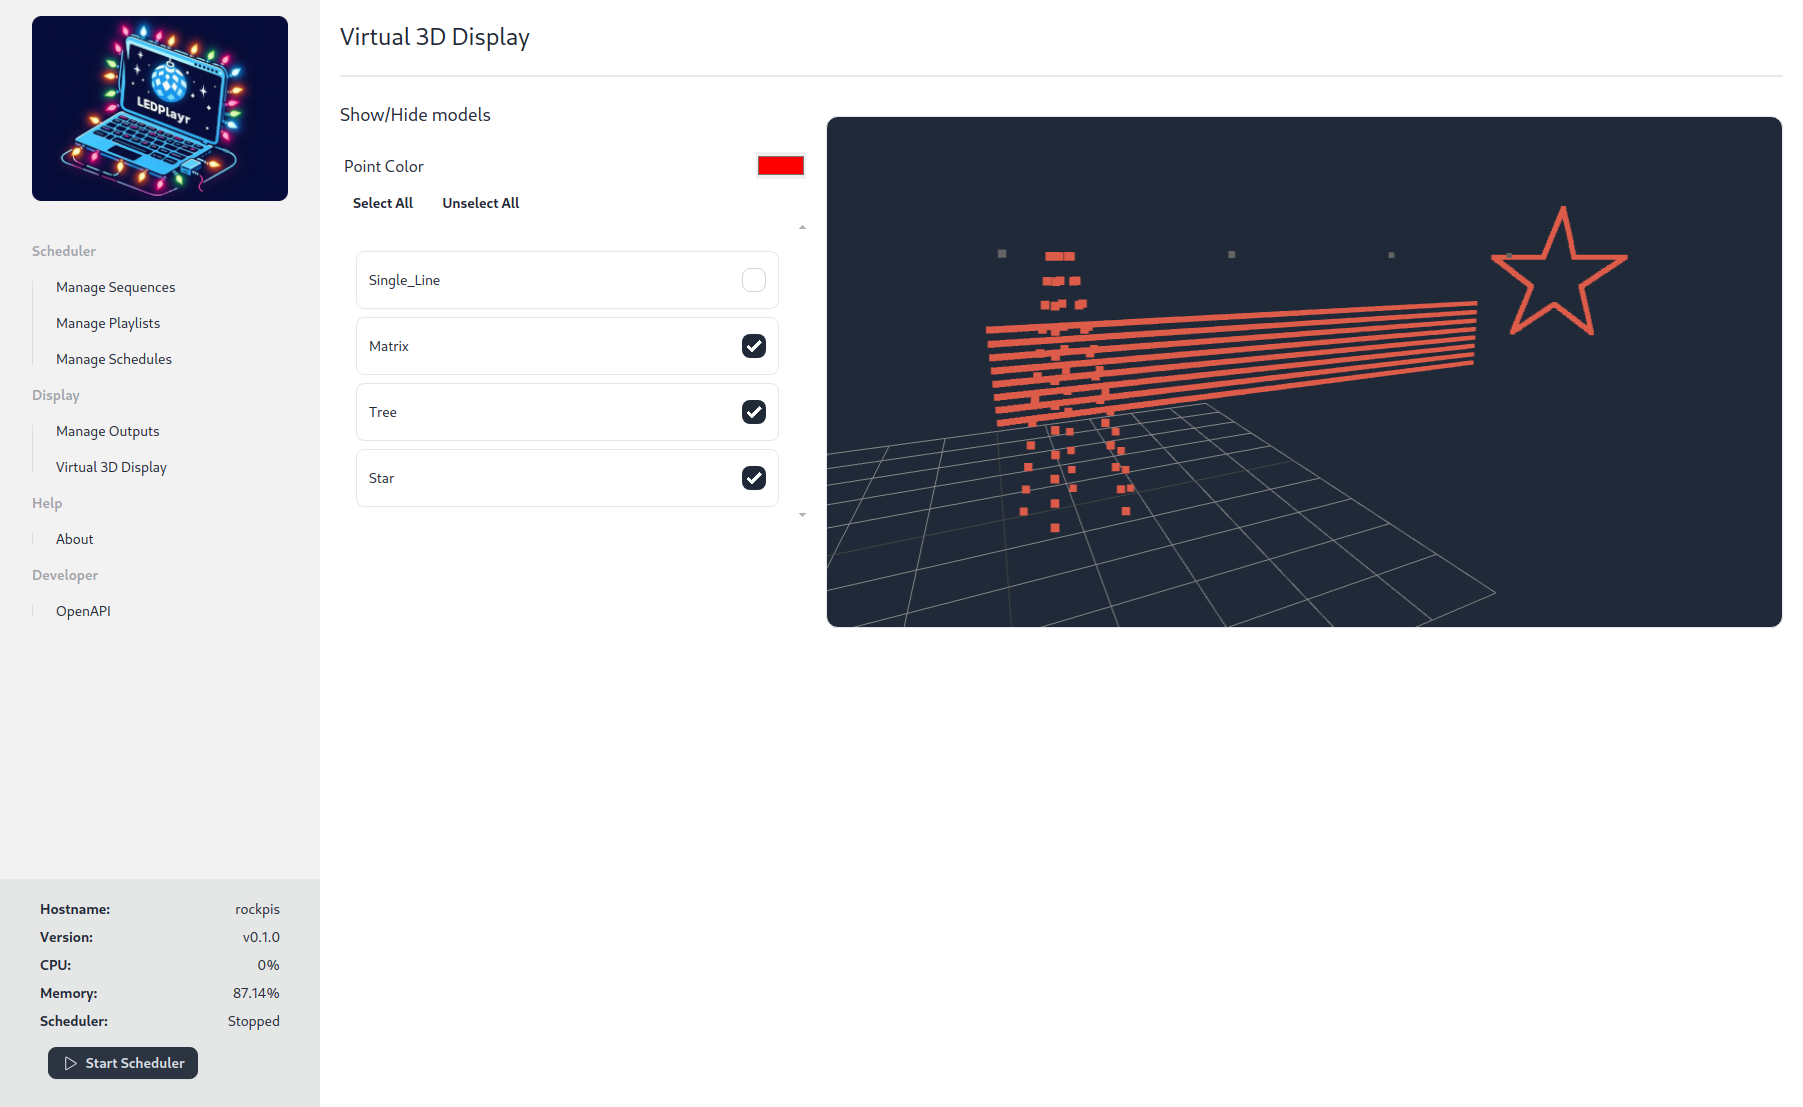 LEDPlayr
Scheduler
Manage Sequences
Manage Playlists
Manage Schedules
Display
Manage Outputs
Virtual 3D Display
Help
About
Developer
OpenAPI
Hostname: rockpis
Version: v0.1.0
CPU: 0%
Memory: 87.14%
Scheduler: Stopped
Start Scheduler
Virtual 3D Display
Show/Hide models
Point Color
Select All Unselect All
Single_Line
Matrix
Tree
Star